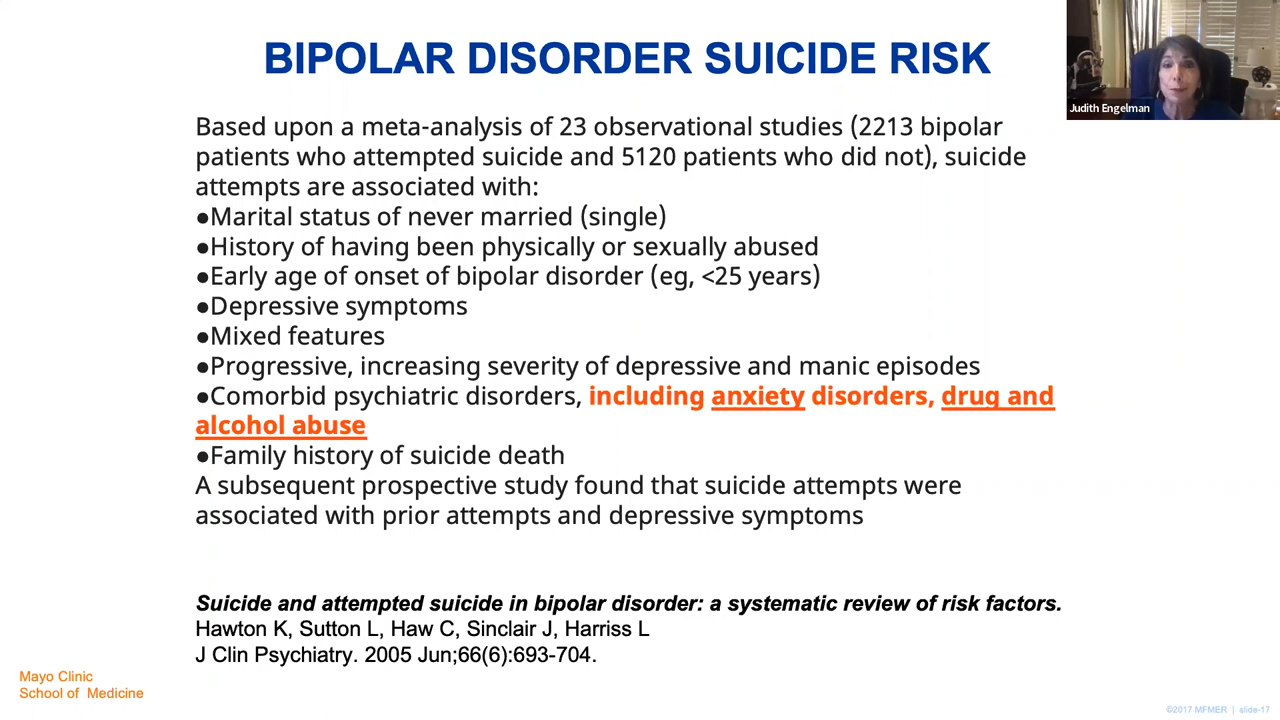 BIPOLAR DISORDER SUICIDE RISK
Judith Engelman
Based upon a meta-analysis of 23 observational studies (2213 bipolar
patients who attempted suicide and 5120 patients who did not), suicide
attempts are associated with:
●Marital status of never married (single)
●History of having been physically or sexually abused
●Early age of onset of bipolar disorder (eg, <25 years)
●Depressive symptoms
●Mixed features
●Progressive, increasing severity of depressive and manic episodes
●Comorbid psychiatric disorders, including anxiety disorders, drug and
alcohol abuse
●Family history of suicide death
A subsequent prospective study found that suicide attempts were
associated with prior attempts and depressive symptoms
Suicide and attempted suicide in bipolar disorder: a systematic review of risk factors.
Hawton K, Sutton L, Haw C, Sinclair J, Harriss L
J Clin Psychiatry. 2005 Jun;66(6):693-704.
Mayo Clinic
School of Medicine
©2017 MFMER | slide-17